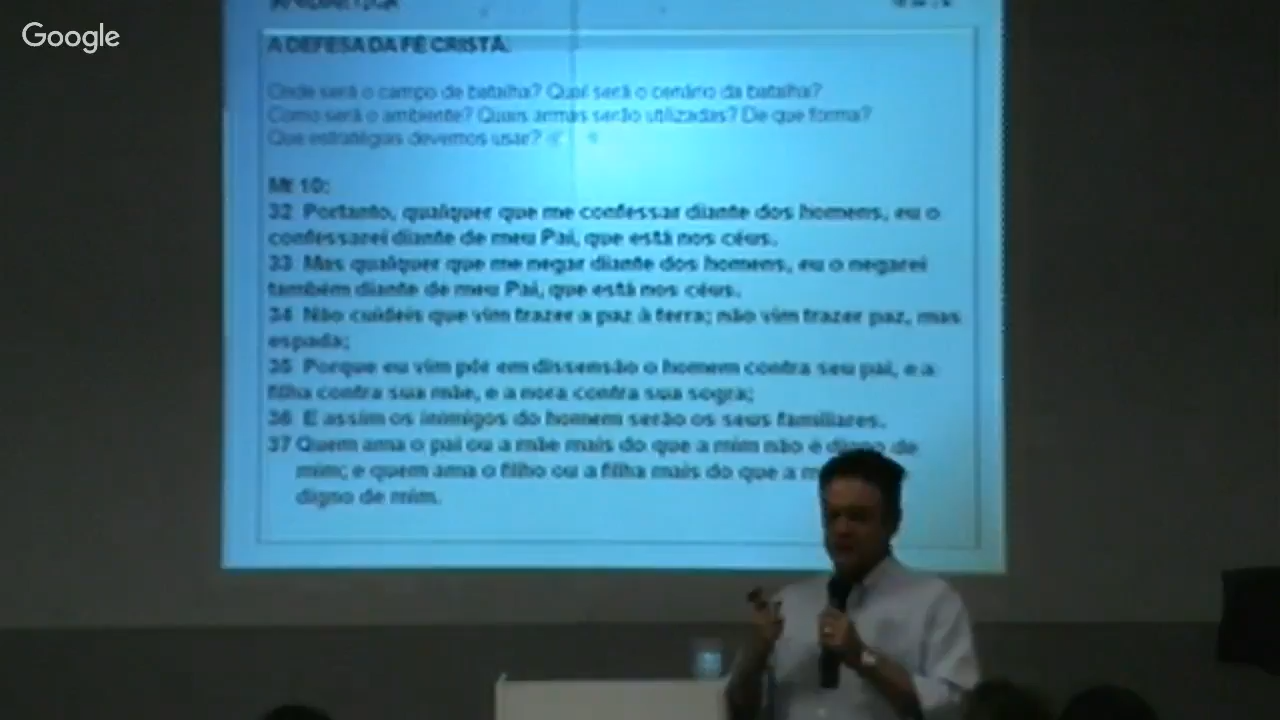 Google
A DEFESA DA FÉ CRISTÃ:
Onde será o campo de batalha? Qual será o cenário da batalha?
Como será o ambiente? Quais armas serão utilizadas? De que forma?
Que estratégias devemos usar?
Mt 10:
32 Portanto, qualquer que me confessar diante dos homens, eu o
confessarei diante de meu Pai, que está nos céus.
33 Mas qualquer que me negar diante dos homens, eu o negarei
também diante de meu Pai, que está nos céus.
34 Não cuideis que vim trazer a paz à terra; não vim trazer paz, mas
espada;
35 Porque eu vim pôr em dissensão o homem contra seu pai, e a
filha contra sua mãe, e a nora contra sua sogra;
36 E assim os inimigos do homem serão os seus familiares.
37 Quem ama o pai ou a mãe mais do que a mim não é digno de
mim; e quem ama o filho ou a filha mais do que a
digno de mim.